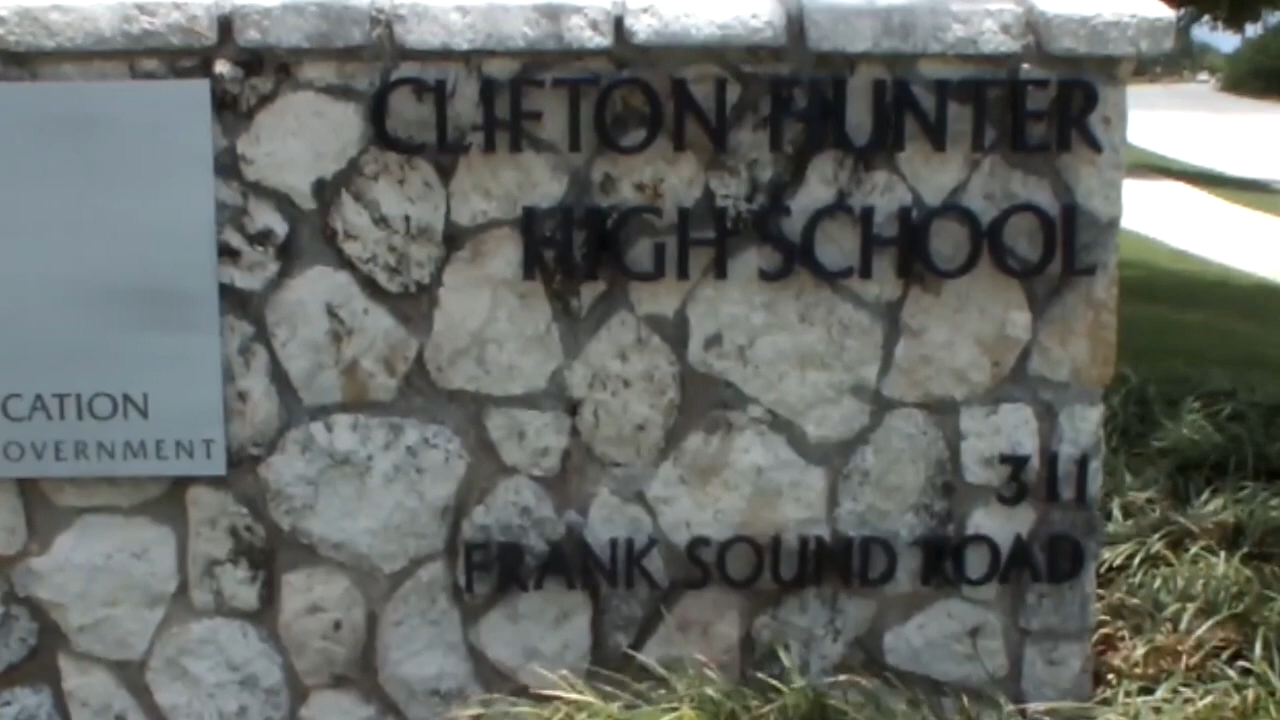 CLIFTON HUNTER
HIGH SCHOOL
311
FRANK SOUND ROAD
CATION
OVERNMENT